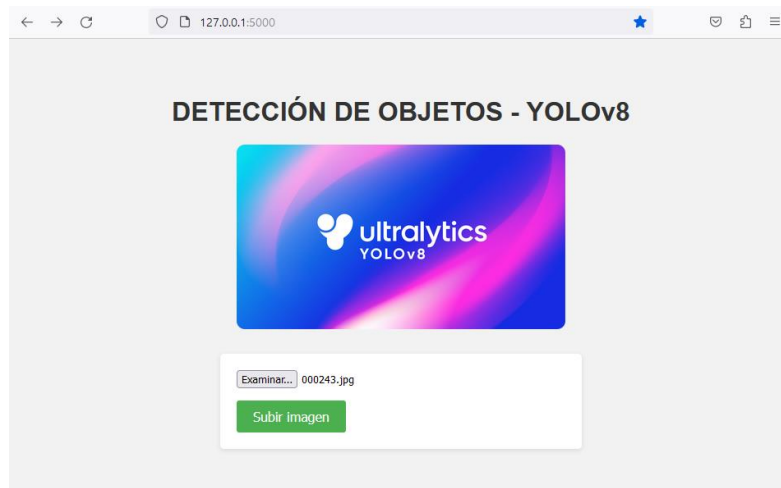 127.0.0.1:5000
DETECCIÓN DE OBJETOS - YOLOv8
ultralytics
YOLOv8
Examinar... 000243.jpg
Subir imagen